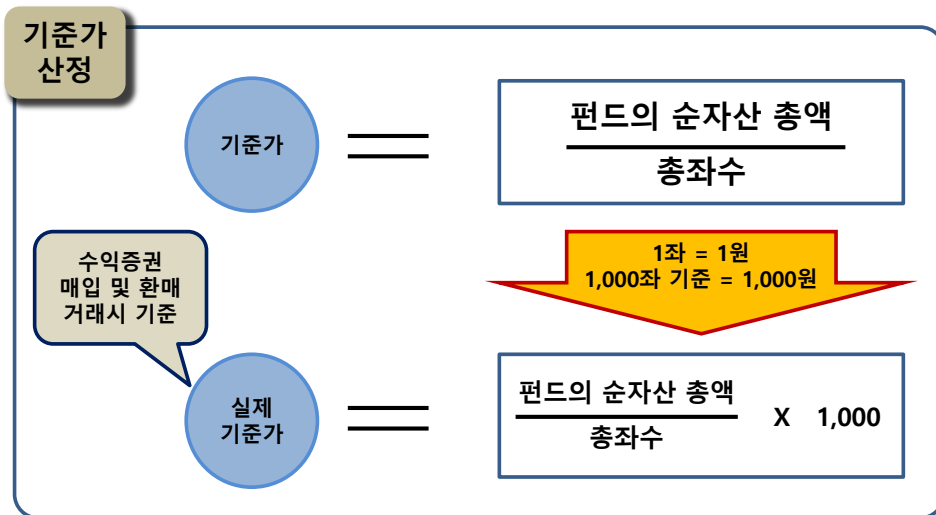 기준가
산정
기준가
펀드의 순자산 총액
총좌수
1좌 = 1원
1,000좌 기준 = 1,000원
수익증권
매입 및 환매
거래시 기준
실제
기준가
펀드의 순자산 총액
총좌수
X 1,000